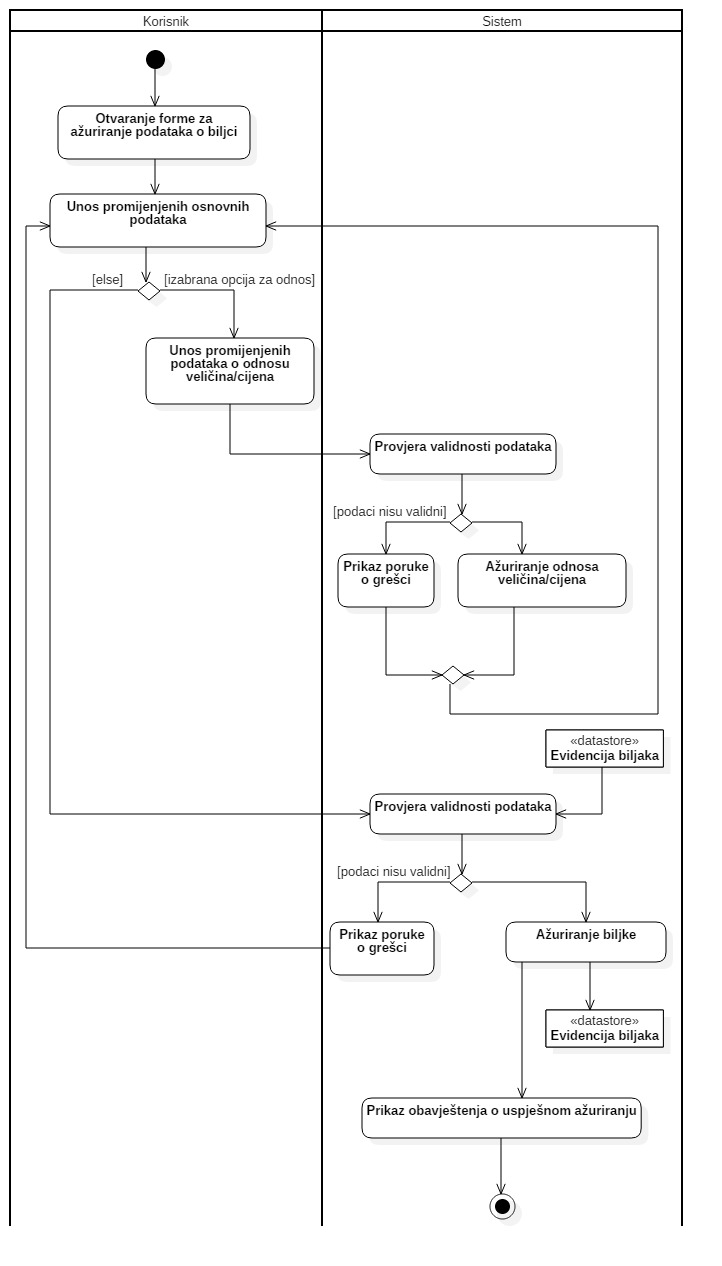 Korisnik
Sistem
Otvaranje forme za
ažuriranje podataka o biljci
Unos promijenjenih osnovnih
podataka
[else]
[izabrana opcija za odnos]
Unos promijenjenih
podataka o odnosu
veličina/cijena
Provjera validnosti podataka
[podaci nisu validni]
Prikaz poruke
o grešci
Ažuriranje odnosa
veličina/cijena
«datastore»
Evidencija biljaka
Provjera validnosti podataka
[podaci nisu validni]
Prikaz poruke
o grešci
Ažuriranje biljke
«datastore»
Evidencija biljaka
Prikaz obavještenja o uspješnom ažuriranju